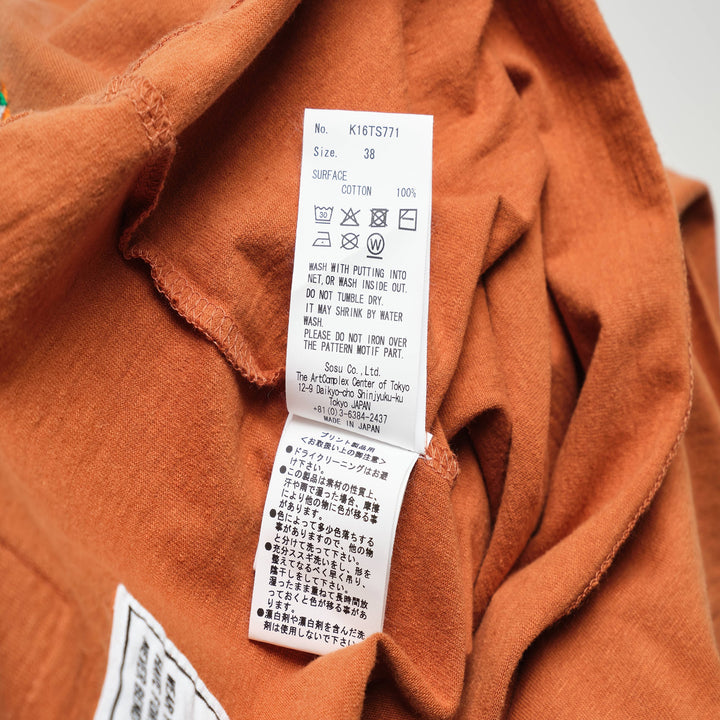 No. K16TS771
Size. 38
SURFACE
COTTON 100%
30
W
WASH WITH PUTTING INTO
NET, OR WASH INSIDE OUT.
DO NOT TUMBLE DRY.
IT MAY SHRINK BY WATER
WASH.
PLEASE DO NOT IRON OVER
THE PATTERN MOTIF PART.
Sosu Co., Ltd.
The ArtComplex Center of Tokyo
12-9 Daikyo-cho Shinjyuku-ku
Tokyo JAPAN
+81(0)3-6384-2437
MADE IN JAPAN
プリント製品用
<お取扱い上の御注意>
●ドライクリーニングはお避
け下さい。
●この製品は素材の性質上、
汗や雨で湿った場合、摩擦
により他の物に色が移る事
があります。
●色によって多少色落ちする
事がありますので、他の物
と分けて洗って下さい。
●充分ススギ洗いをし、形を
整えてなるべく早く吊り、
陰干しをして下さい。
湿ったまま重ねて長時間放
っておくと色が移る事があ
ります。
●漂白剤や漂白剤を含んだ洗
剤は使用しないで下さい。